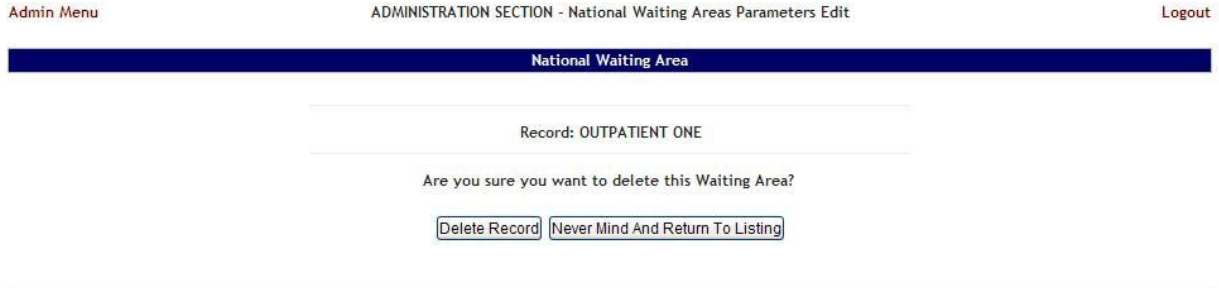 Admin Menu ADMINISTRATION SECTION - National Waiting Areas Parameters Edit Logout
National Waiting Area
Record: OUTPATIENT ONE
Are you sure you want to delete this Waiting Area?
Delete Record Never Mind And Return To Listing